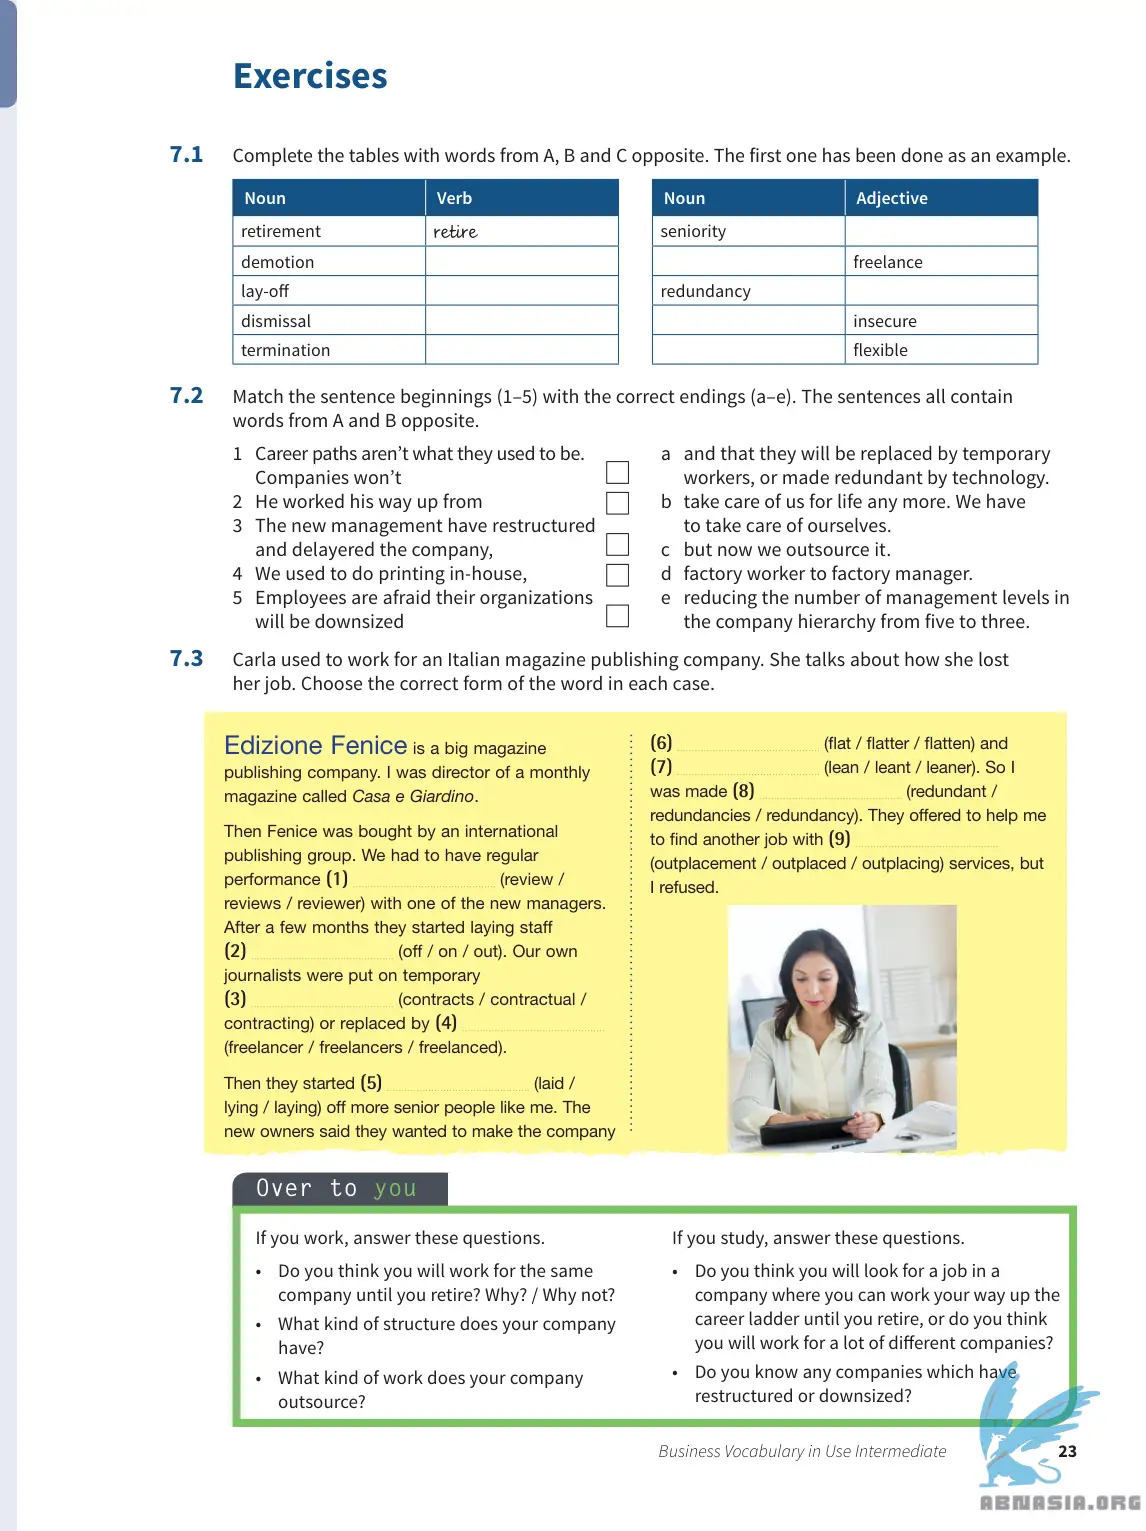 Exercises
7.1 Complete the tables with words from A, B and C opposite. The first one has been done as an example.
Noun Verb
retirement retire
demotion
lay-off
dismissal
termination
Noun Adjective
seniority
freelance
redundancy
insecure
flexible
7.2 Match the sentence beginnings (1–5) with the correct endings (a–e). The sentences all contain
words from A and B opposite.
1 Career paths aren't what they used to be.
Companies won't
2 He worked his way up from
3 The new management have restructured
and delayered the company,
4 We used to do printing in-house,
5 Employees are afraid their organizations
will be downsized
a and that they will be replaced by temporary
workers, or made redundant by technology.
b take care of us for life any more. We have
to take care of ourselves.
c but now we outsource it.
d factory worker to factory manager.
e reducing the number of management levels in
the company hierarchy from five to three.
7.3 Carla used to work for an Italian magazine publishing company. She talks about how she lost
her job. Choose the correct form of the word in each case.
Edizione Fenice is a big magazine
publishing company. I was director of a monthly
magazine called Casa e Giardino.
Then Fenice was bought by an international
publishing group. We had to have regular
performance (1) (review /
reviews / reviewer) with one of the new managers.
After a few months they started laying staff
(2) (off / on / out). Our own
journalists were put on temporary
(3) (contracts / contractual /
contracting) or replaced by (4)
(freelancer / freelancers / freelanced).
Then they started (5) (laid /
lying / laying) off more senior people like me. The
new owners said they wanted to make the company
(6) (flat / flatter / flatten) and
(7) (lean / leant / leaner). So I
was made (8) (redundant /
redundancies / redundancy). They offered to help me
to find another job with (9)
(outplacement / outplaced / outplacing) services, but
I refused.
Over to you
If you work, answer these questions.
• Do you think you will work for the same
company until you retire? Why? / Why not?
• What kind of structure does your company
have?
• What kind of work does your company
outsource?
If you study, answer these questions.
• Do you think you will look for a job in a
company where you can work your way up the
career ladder until you retire, or do you think
you will work for a lot of different companies?
• Do you know any companies which have
restructured or downsized?
Business Vocabulary in Use Intermediate 23
ABNASIA.ORG